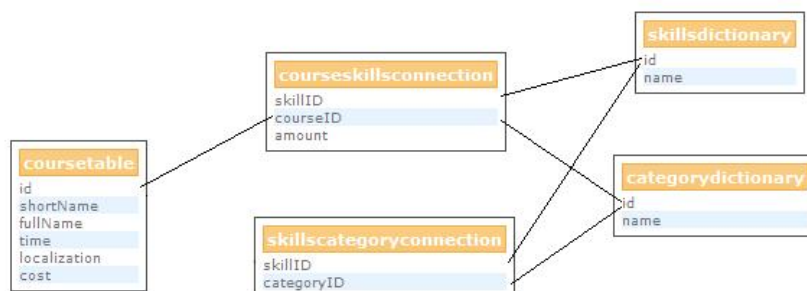 skillsdictionary
id
name
courseskillsconnection
skillID
courseID
amount
coursetable
id
shortName
fullName
time
localization
cost
categorydictionary
id
name
skillscategoryconnection
skillID
categoryID